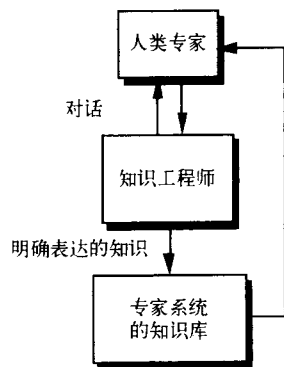 人类专家
对话
知识工程师
明确表达的知识
专家系统
的知识库